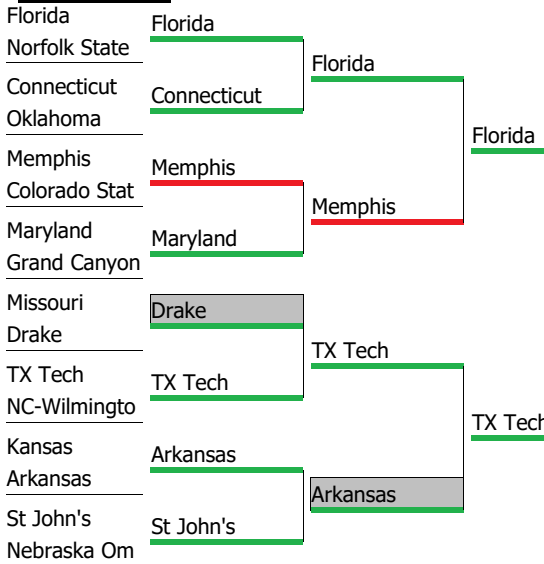 Florida
Norfolk State
Connecticut
Oklahoma
Memphis
Colorado Stat
Maryland
Grand Canyon
Missouri
Drake
TX Tech
NC-Wilmingto
Kansas
Arkansas
St John's
Nebraska Om
Florida
Connecticut
Memphis
Maryland
Drake
TX Tech
Arkansas
St John's
Florida
Memphis
TX Tech
Arkansas
Florida
TX Tech